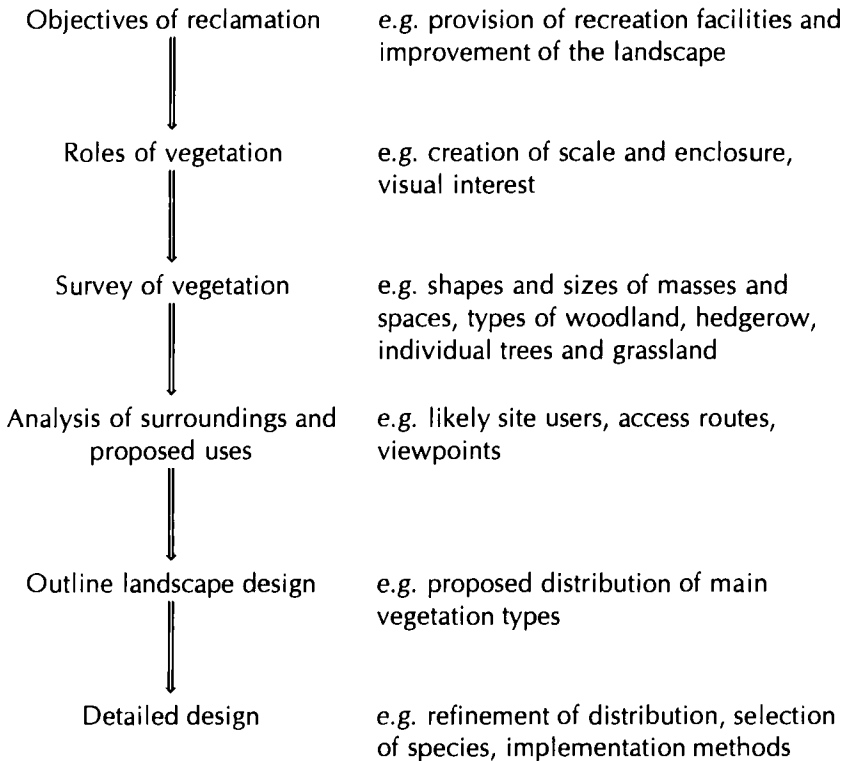 Objectives of reclamation
e.g. provision of recreation facilities and
improvement of the landscape
Roles of vegetation
e.g. creation of scale and enclosure,
visual interest
Survey of vegetation
e.g. shapes and sizes of masses and
spaces, types of woodland, hedgerow,
individual trees and grassland
Analysis of surroundings and
proposed uses
e.g. likely site users, access routes,
viewpoints
Outline landscape design
e.g. proposed distribution of main
vegetation types
Detailed design
e.g. refinement of distribution, selection
of species, implementation methods